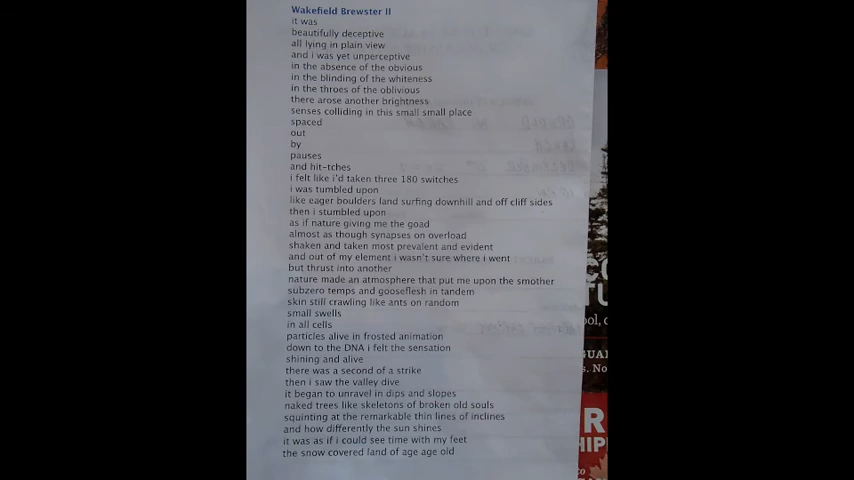 Wakefield Brewster II
it was
beautifully deceptive
all lying in plain view
and i was yet unperceptive
in the absence of the obvious
in the blinding of the whiteness
in the throes of the oblivious
there arose another brightness
senses colliding in this small small place
spaced
out
by
pauses
and hit-tches
i felt like i'd taken three 180 switches
i was tumbled upon
like eager boulders land surfing downhill and off cliff sides
then i stumbled upon
as if nature giving me the goad
almost as though synapses on overload
shaken and taken most prevalent and evident
and out of my element i wasn't sure where i went
but thrust into another
nature made an atmosphere that put me upon the smother
subzero temps and gooseflesh in tandem
skin still crawling like ants on random
small swells
in all cells
particles alive in frosted animation
down to the DNA i felt the sensation
shining and alive
there was a second of a strike
then i saw the valley dive
it began to unravel in dips and slopes
naked trees like skeletons of broken old souls
squinting at the remarkable thin lines of inclines
and how differently the sun shines
it was as if i could see time with my feet
the snow covered land of age age old